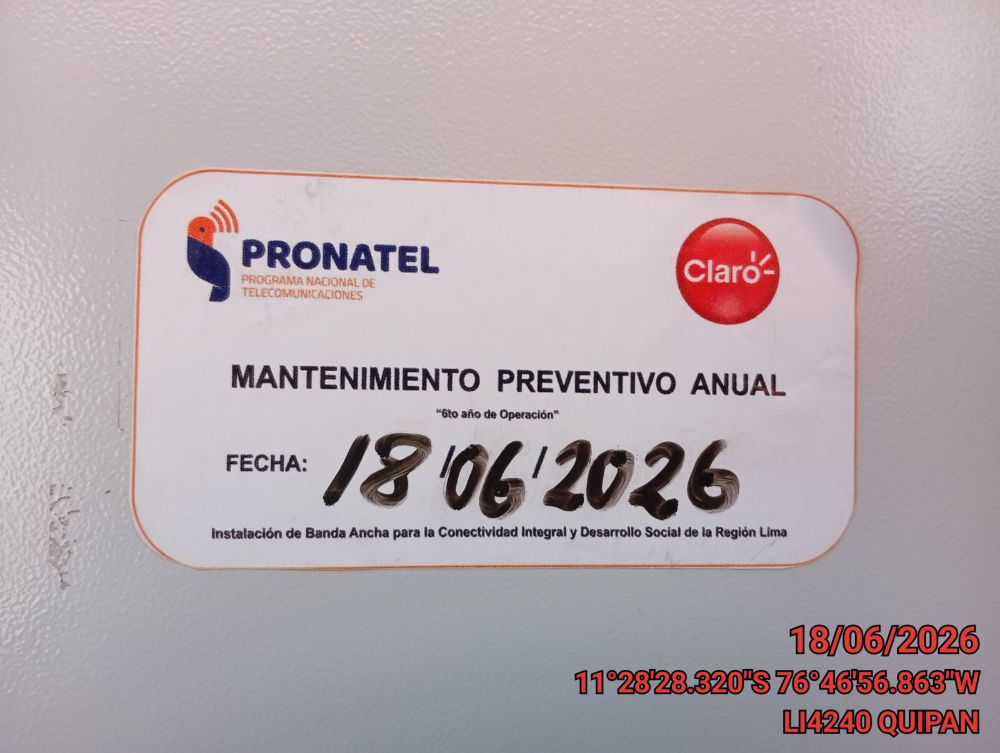 PRONATEL
PROGRAMA NACIONAL DE
TELECOMUNICACIONES
Claro
MANTENIMIENTO PREVENTIVO ANUAL
"6to año de Operación"
FECHA: 18/06/2026
Instalación de Banda Ancha para la Conectividad Integral y Desarrollo Social de la Región Lima
18/06/2026
11°28'28.320"S 76°46'56.863"W
LI4240 QUIPAN